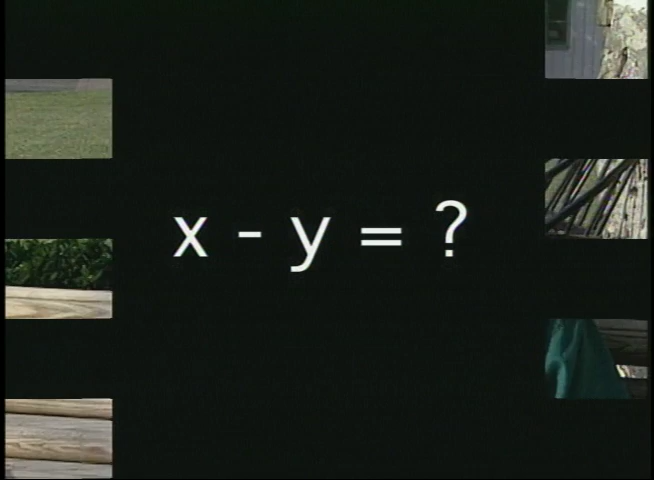 x - y = ?